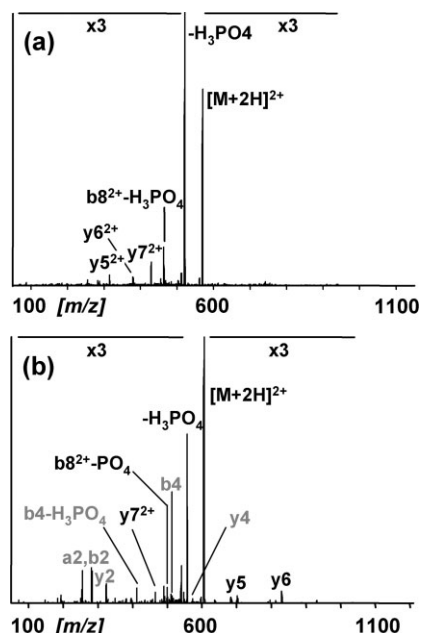 x3 x3
(a)
-H₃PO4
[M+2H]²⁺
b8²⁺-H₃PO₄
y6²⁺
y5²⁺ y7²⁺
100 [m/z] 600 1100
x3 x3
(b)
[M+2H]²⁺
-H₃PO₄
b8²⁺-PO₄
b4
b4-H₃PO₄
y7²⁺ y4
a2,b2
y2 y5 y6
100 [m/z] 600 1100